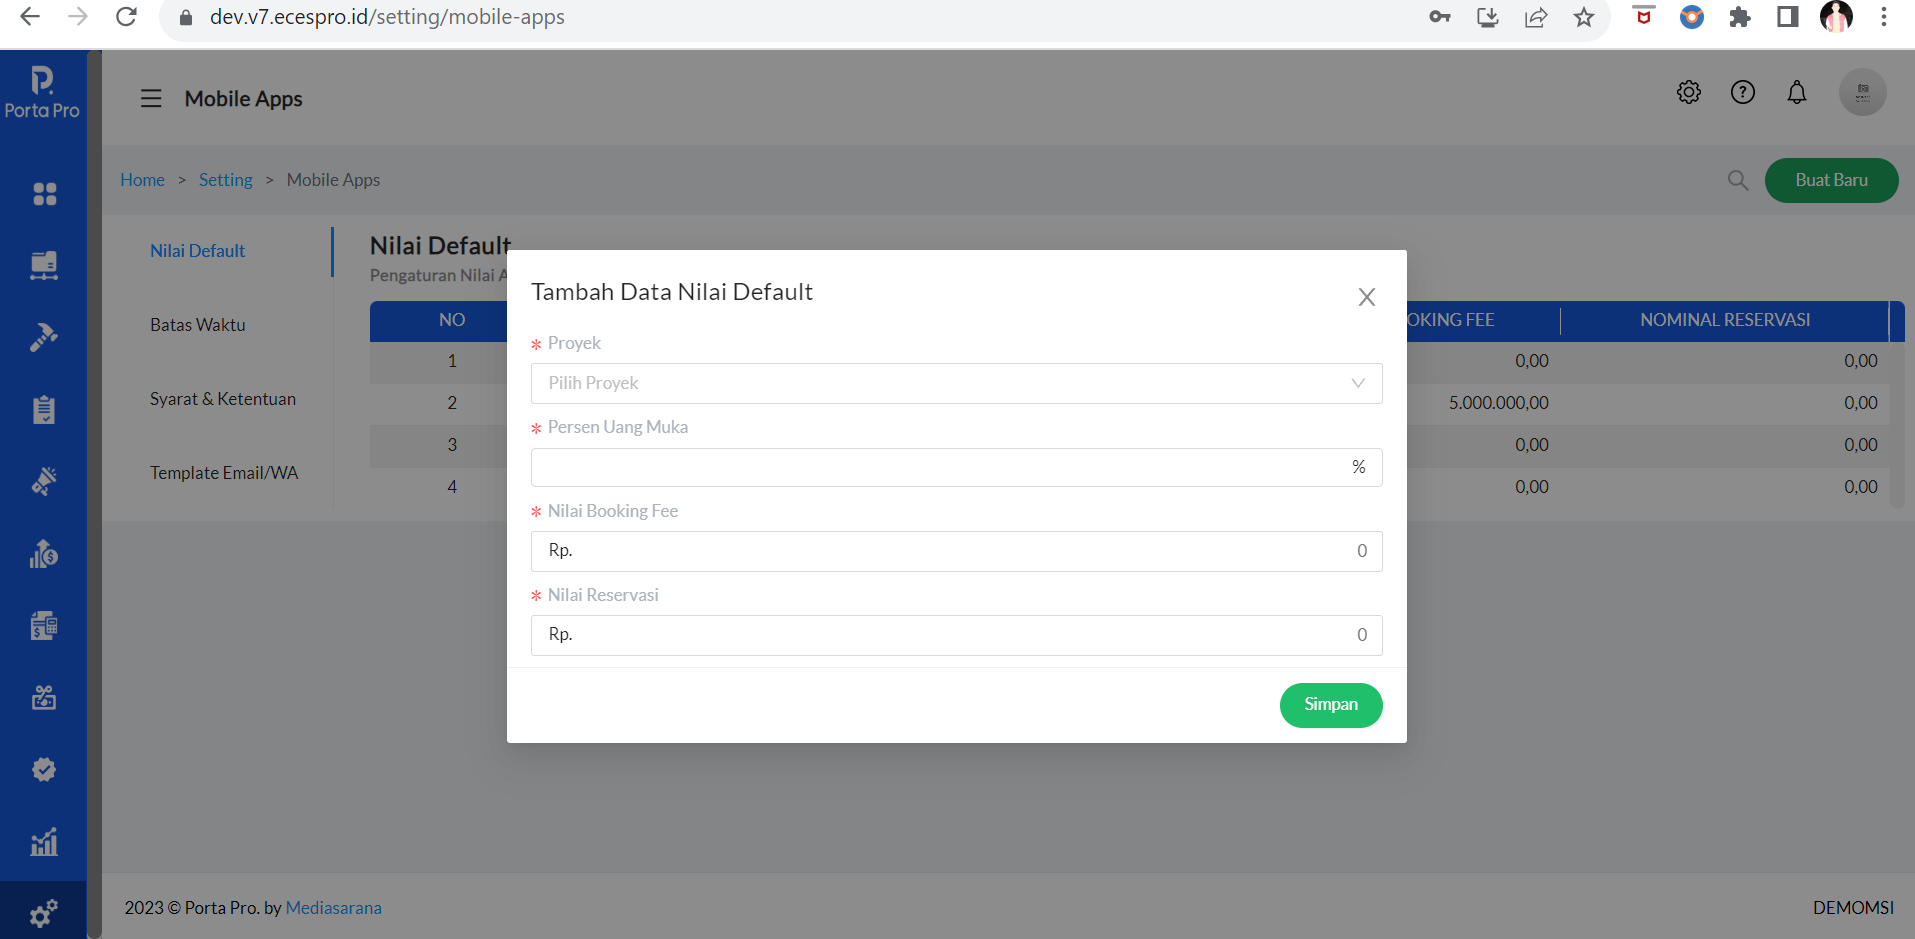 dev.v7.ecespro.id/setting/mobile-apps
Porta Pro
Mobile Apps
Home > Setting > Mobile Apps
Buat Baru
Nilai Default
Batas Waktu
Syarat & Ketentuan
Template Email/WA
Nilai Default
Pengaturan Nilai
NO
OKING FEE
NOMINAL RESERVASI
1
0,00
0,00
2
5.000.000,00
0,00
3
0,00
0,00
4
0,00
0,00
Tambah Data Nilai Default
* Proyek
Pilih Proyek
* Persen Uang Muka
%
* Nilai Booking Fee
Rp.
0
* Nilai Reservasi
Rp.
0
Simpan
2023 © Porta Pro. by Mediasarana
DEMOMSI